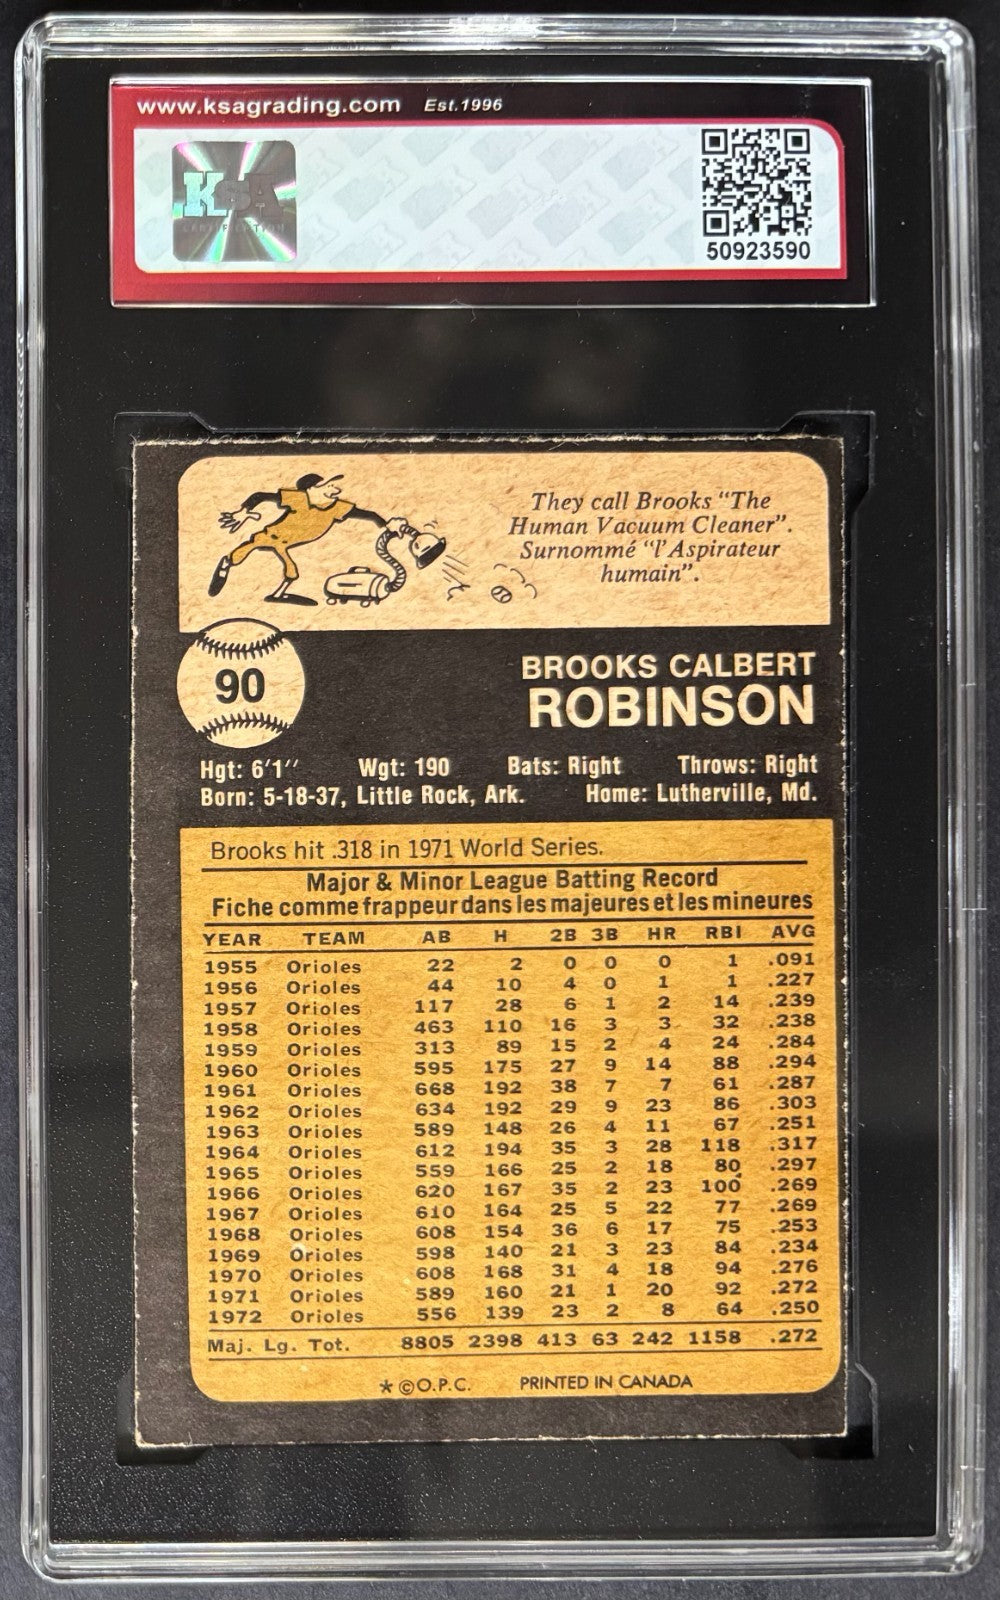 www.ksagrading.com Est.1996
KSA
CERTIFICATION
50923590
They call Brooks "The
Human Vacuum Cleaner".
Surnommé "l'Aspirateur
humain".
90
BROOKS CALBERT
ROBINSON
Hgt: 6'1'' Wgt: 190 Bats: Right Throws: Right
Born: 5-18-37, Little Rock, Ark. Home: Lutherville, Md.
Brooks hit .318 in 1971 World Series.
Major & Minor League Batting Record
Fiche comme frappeur dans les majeures et les mineures
YEAR TEAM AB H 2B 3B HR RBI AVG
1955 Orioles 22 2 0 0 0 1 .091
1956 Orioles 44 10 4 0 1 1 .227
1957 Orioles 117 28 6 1 2 14 .239
1958 Orioles 463 110 16 3 3 32 .238
1959 Orioles 313 89 15 2 4 24 .284
1960 Orioles 595 175 27 9 14 88 .294
1961 Orioles 668 192 38 7 7 61 .287
1962 Orioles 634 192 29 9 23 86 .303
1963 Orioles 589 148 26 4 11 67 .251
1964 Orioles 612 194 35 3 28 118 .317
1965 Orioles 559 166 25 2 18 80 .297
1966 Orioles 620 167 35 2 23 100 .269
1967 Orioles 610 164 25 5 22 77 .269
1968 Orioles 608 154 36 6 17 75 .253
1969 Orioles 598 140 21 3 23 84 .234
1970 Orioles 608 168 31 4 18 94 .276
1971 Orioles 589 160 21 1 20 92 .272
1972 Orioles 556 139 23 2 8 64 .250
Maj. Lg. Tot. 8805 2398 413 63 242 1158 .272
* ©O.P.C. PRINTED IN CANADA